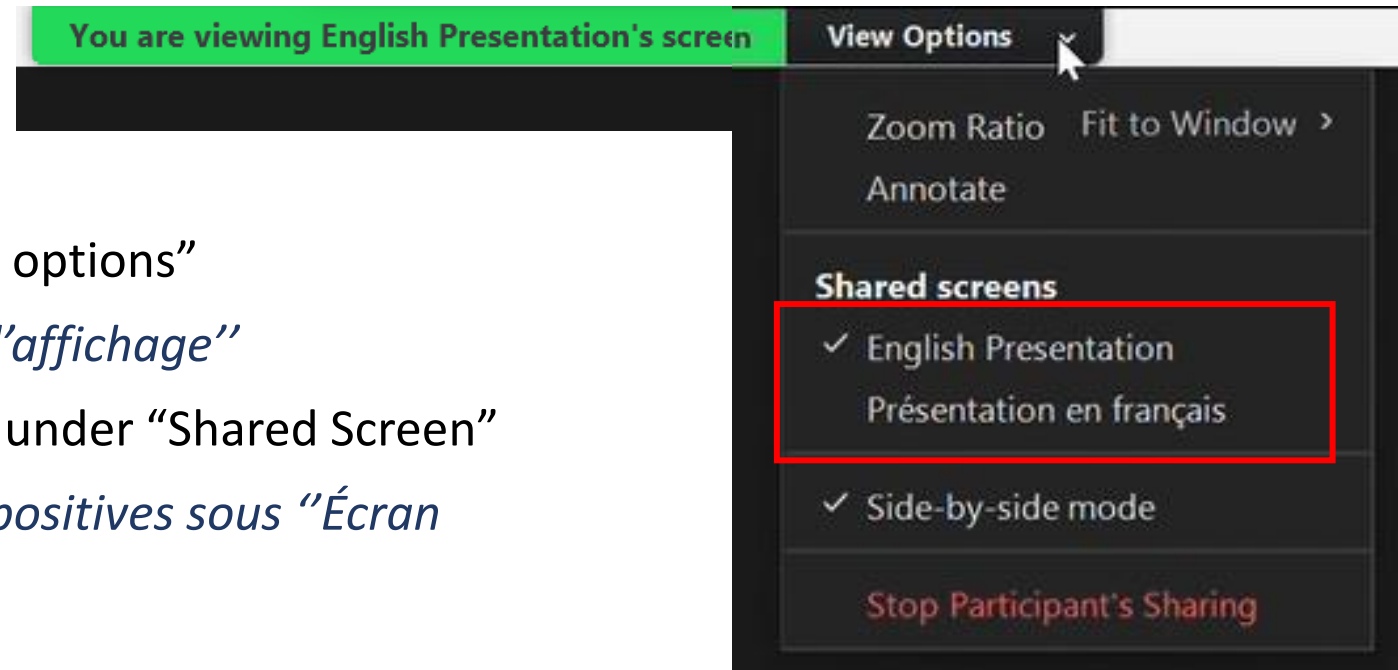 You are viewing English Presentation's screen View Options
Zoom Ratio Fit to Window >
Annotate
options”
’’affichage’’
under “Shared Screen”
positives sous ‘’Écran
Shared screens
✓ English Presentation
Présentation en français
✓ Side-by-side mode
Stop Participant's Sharing